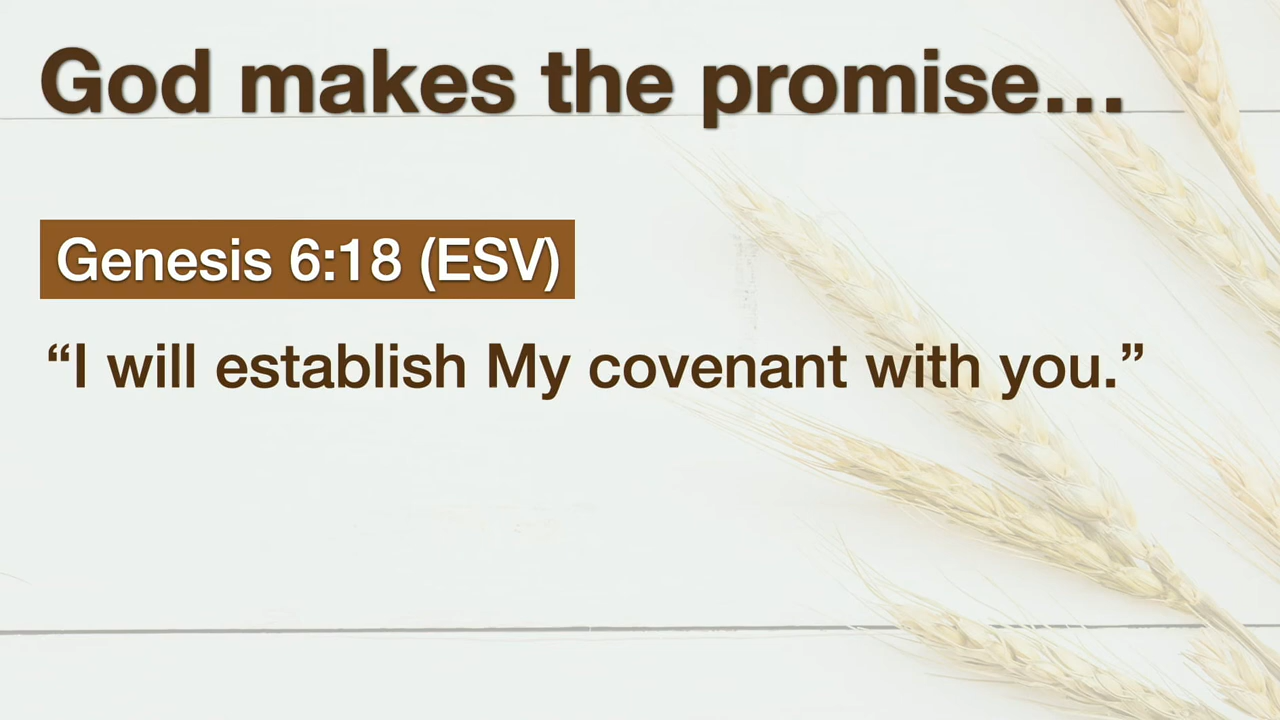 God makes the promise…
Genesis 6:18 (ESV)
“I will establish My covenant with you.”